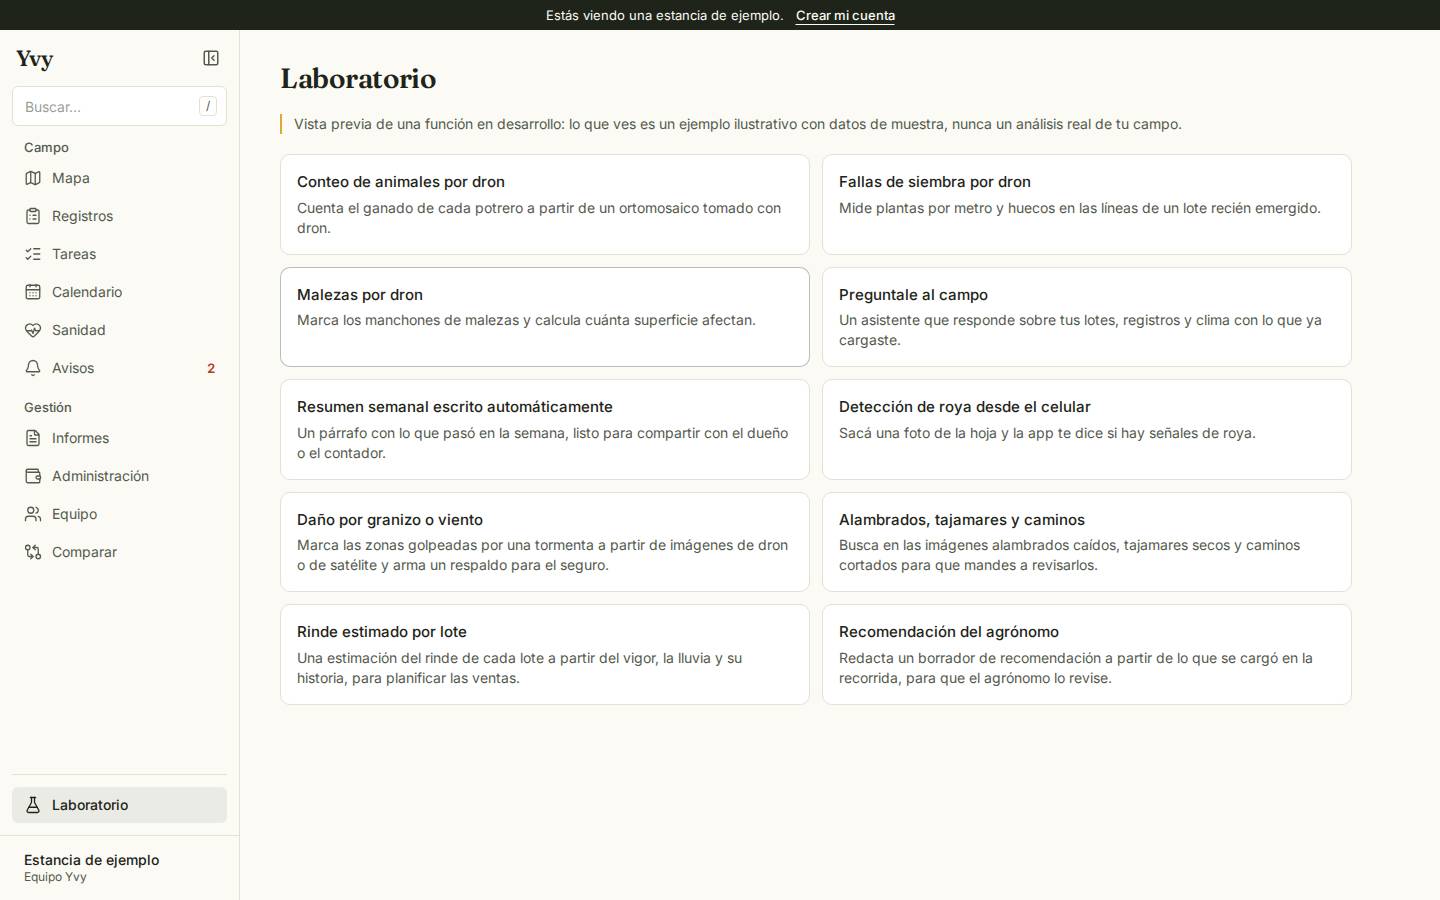 Estás viendo una estancia de ejemplo. Crear mi cuenta
Yvy
Buscar... /
Campo
Mapa
Registros
Tareas
Calendario
Sanidad
Avisos 2
Gestión
Informes
Administración
Equipo
Comparar
Laboratorio
Estancia de ejemplo
Equipo Yvy
Laboratorio
Vista previa de una función en desarrollo: lo que ves es un ejemplo ilustrativo con datos de muestra, nunca un análisis real de tu campo.
Conteo de animales por dron
Cuenta el ganado de cada potrero a partir de un ortomosaico tomado con
dron.
Fallas de siembra por dron
Mide plantas por metro y huecos en las líneas de un lote recién emergido.
Malezas por dron
Marca los manchones de malezas y calcula cuánta superficie afectan.
Preguntale al campo
Un asistente que responde sobre tus lotes, registros y clima con lo que ya
cargaste.
Resumen semanal escrito automáticamente
Un párrafo con lo que pasó en la semana, listo para compartir con el dueño
o el contador.
Detección de roya desde el celular
Sacá una foto de la hoja y la app te dice si hay señales de roya.
Daño por granizo o viento
Marca las zonas golpeadas por una tormenta a partir de imágenes de dron
o de satélite y arma un respaldo para el seguro.
Alambrados, tajamares y caminos
Busca en las imágenes alambrados caídos, tajamares secos y caminos
cortados para que mandes a revisarlos.
Rinde estimado por lote
Una estimación del rinde de cada lote a partir del vigor, la lluvia y su
historia, para planificar las ventas.
Recomendación del agrónomo
Redacta un borrador de recomendación a partir de lo que se cargó en la
recorrida, para que el agrónomo lo revise.